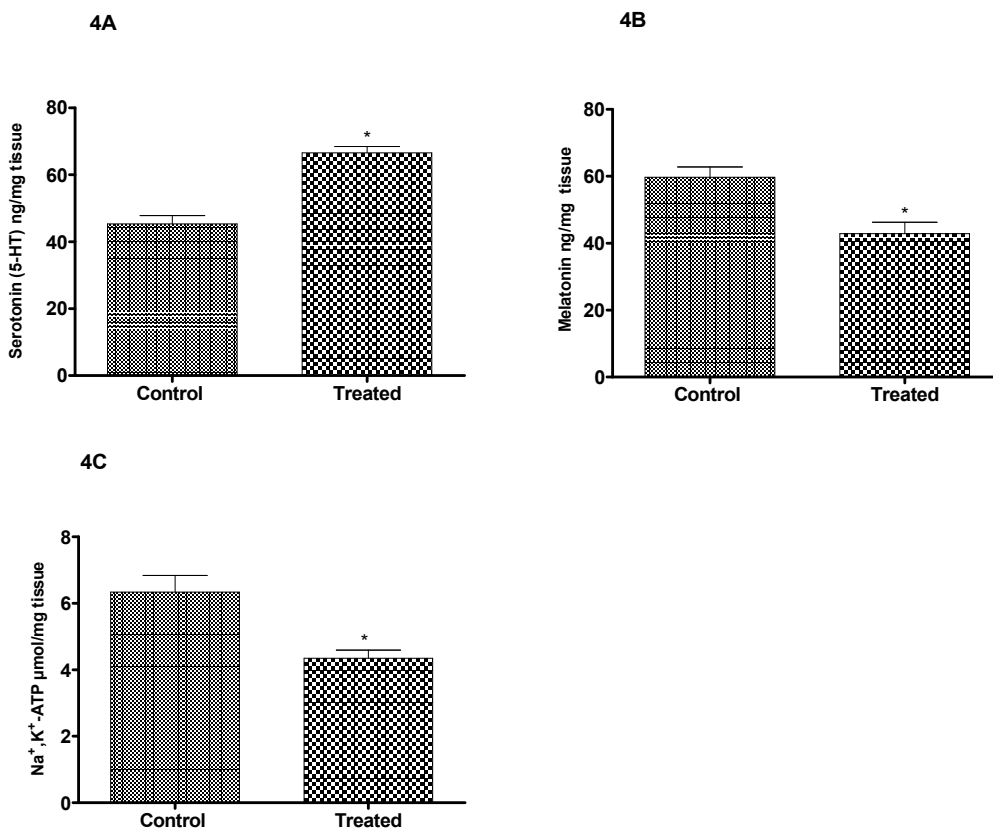 4A
Serotonin (5-HT) ng/mg tissue
80
60
40
20
0
*
Control
Treated
4B
Melatonin ng/mg tissue
80
60
40
20
0
*
Control
Treated
4C
Na⁺,K⁺-ATP µmol/mg tissue
8
6
4
2
0
*
Control
Treated